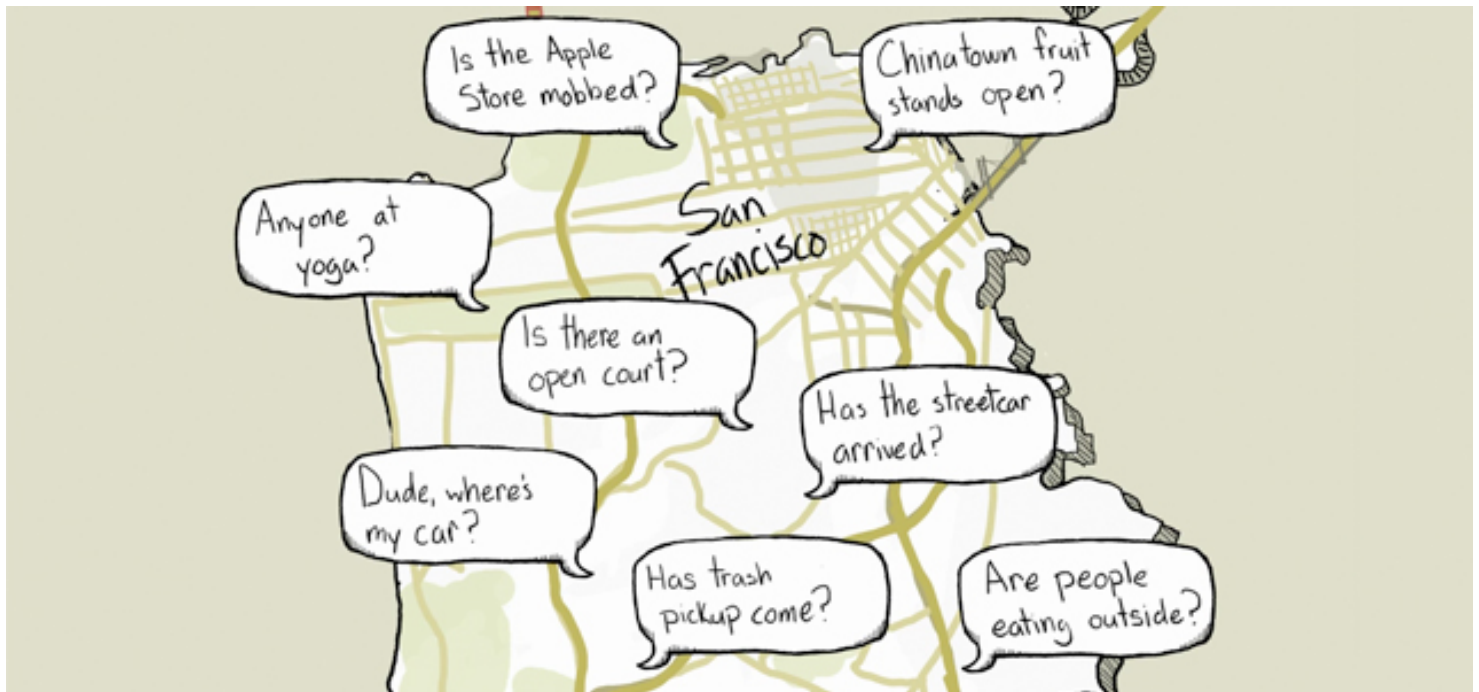 Is the Apple
Store mobbed?
Chinatown fruit
stands open?
Anyone at
yoga?
San
Francisco
Is there an
open court?
Has the streetcar
arrived?
Dude, where's
my car?
Has trash
pickup come?
Are people
eating outside?